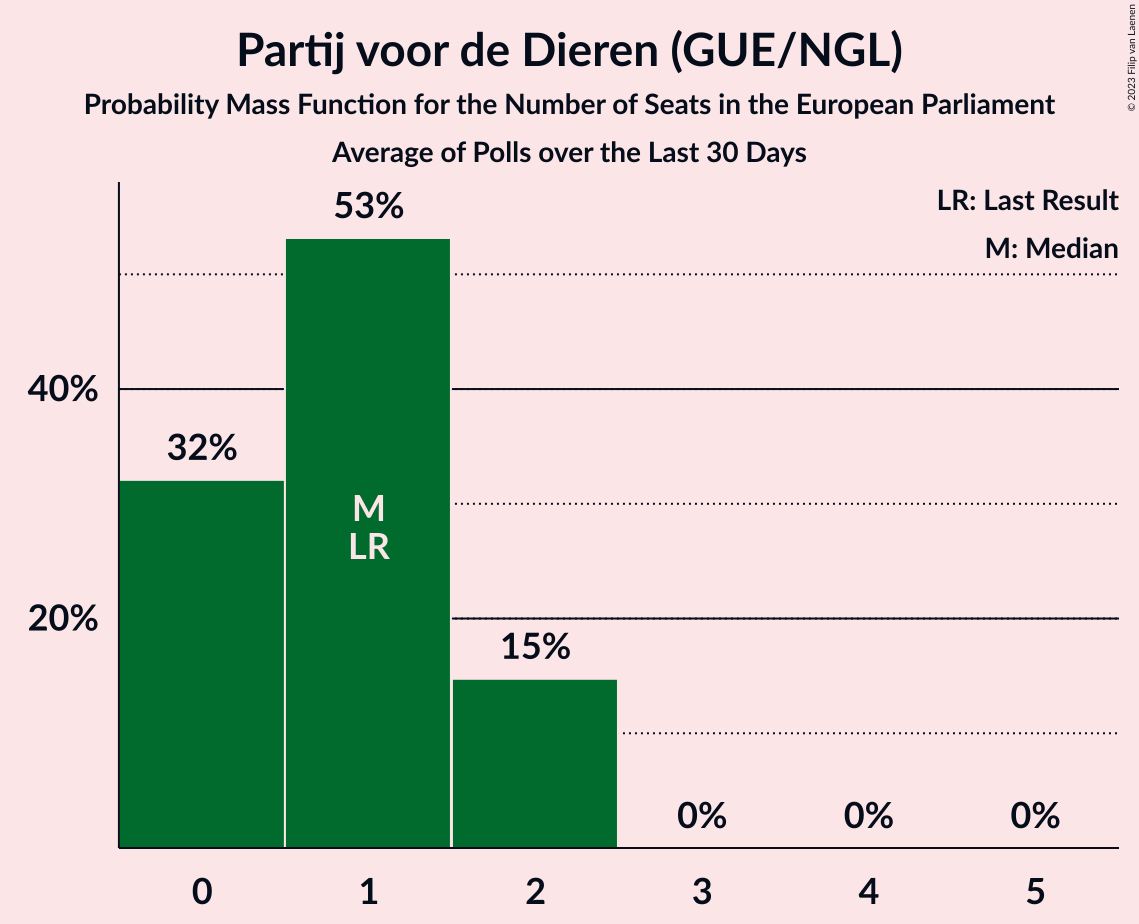 Partij voor de Dieren (GUE/NGL)
Probability Mass Function for the Number of Seats in the European Parliament
Average of Polls over the Last 30 Days
© 2023 Filip van Laenen
LR: Last Result
M: Median
53%
40%
32%
M
LR
20%
15%
0%
0%
0%
0
1
2
3
4
5